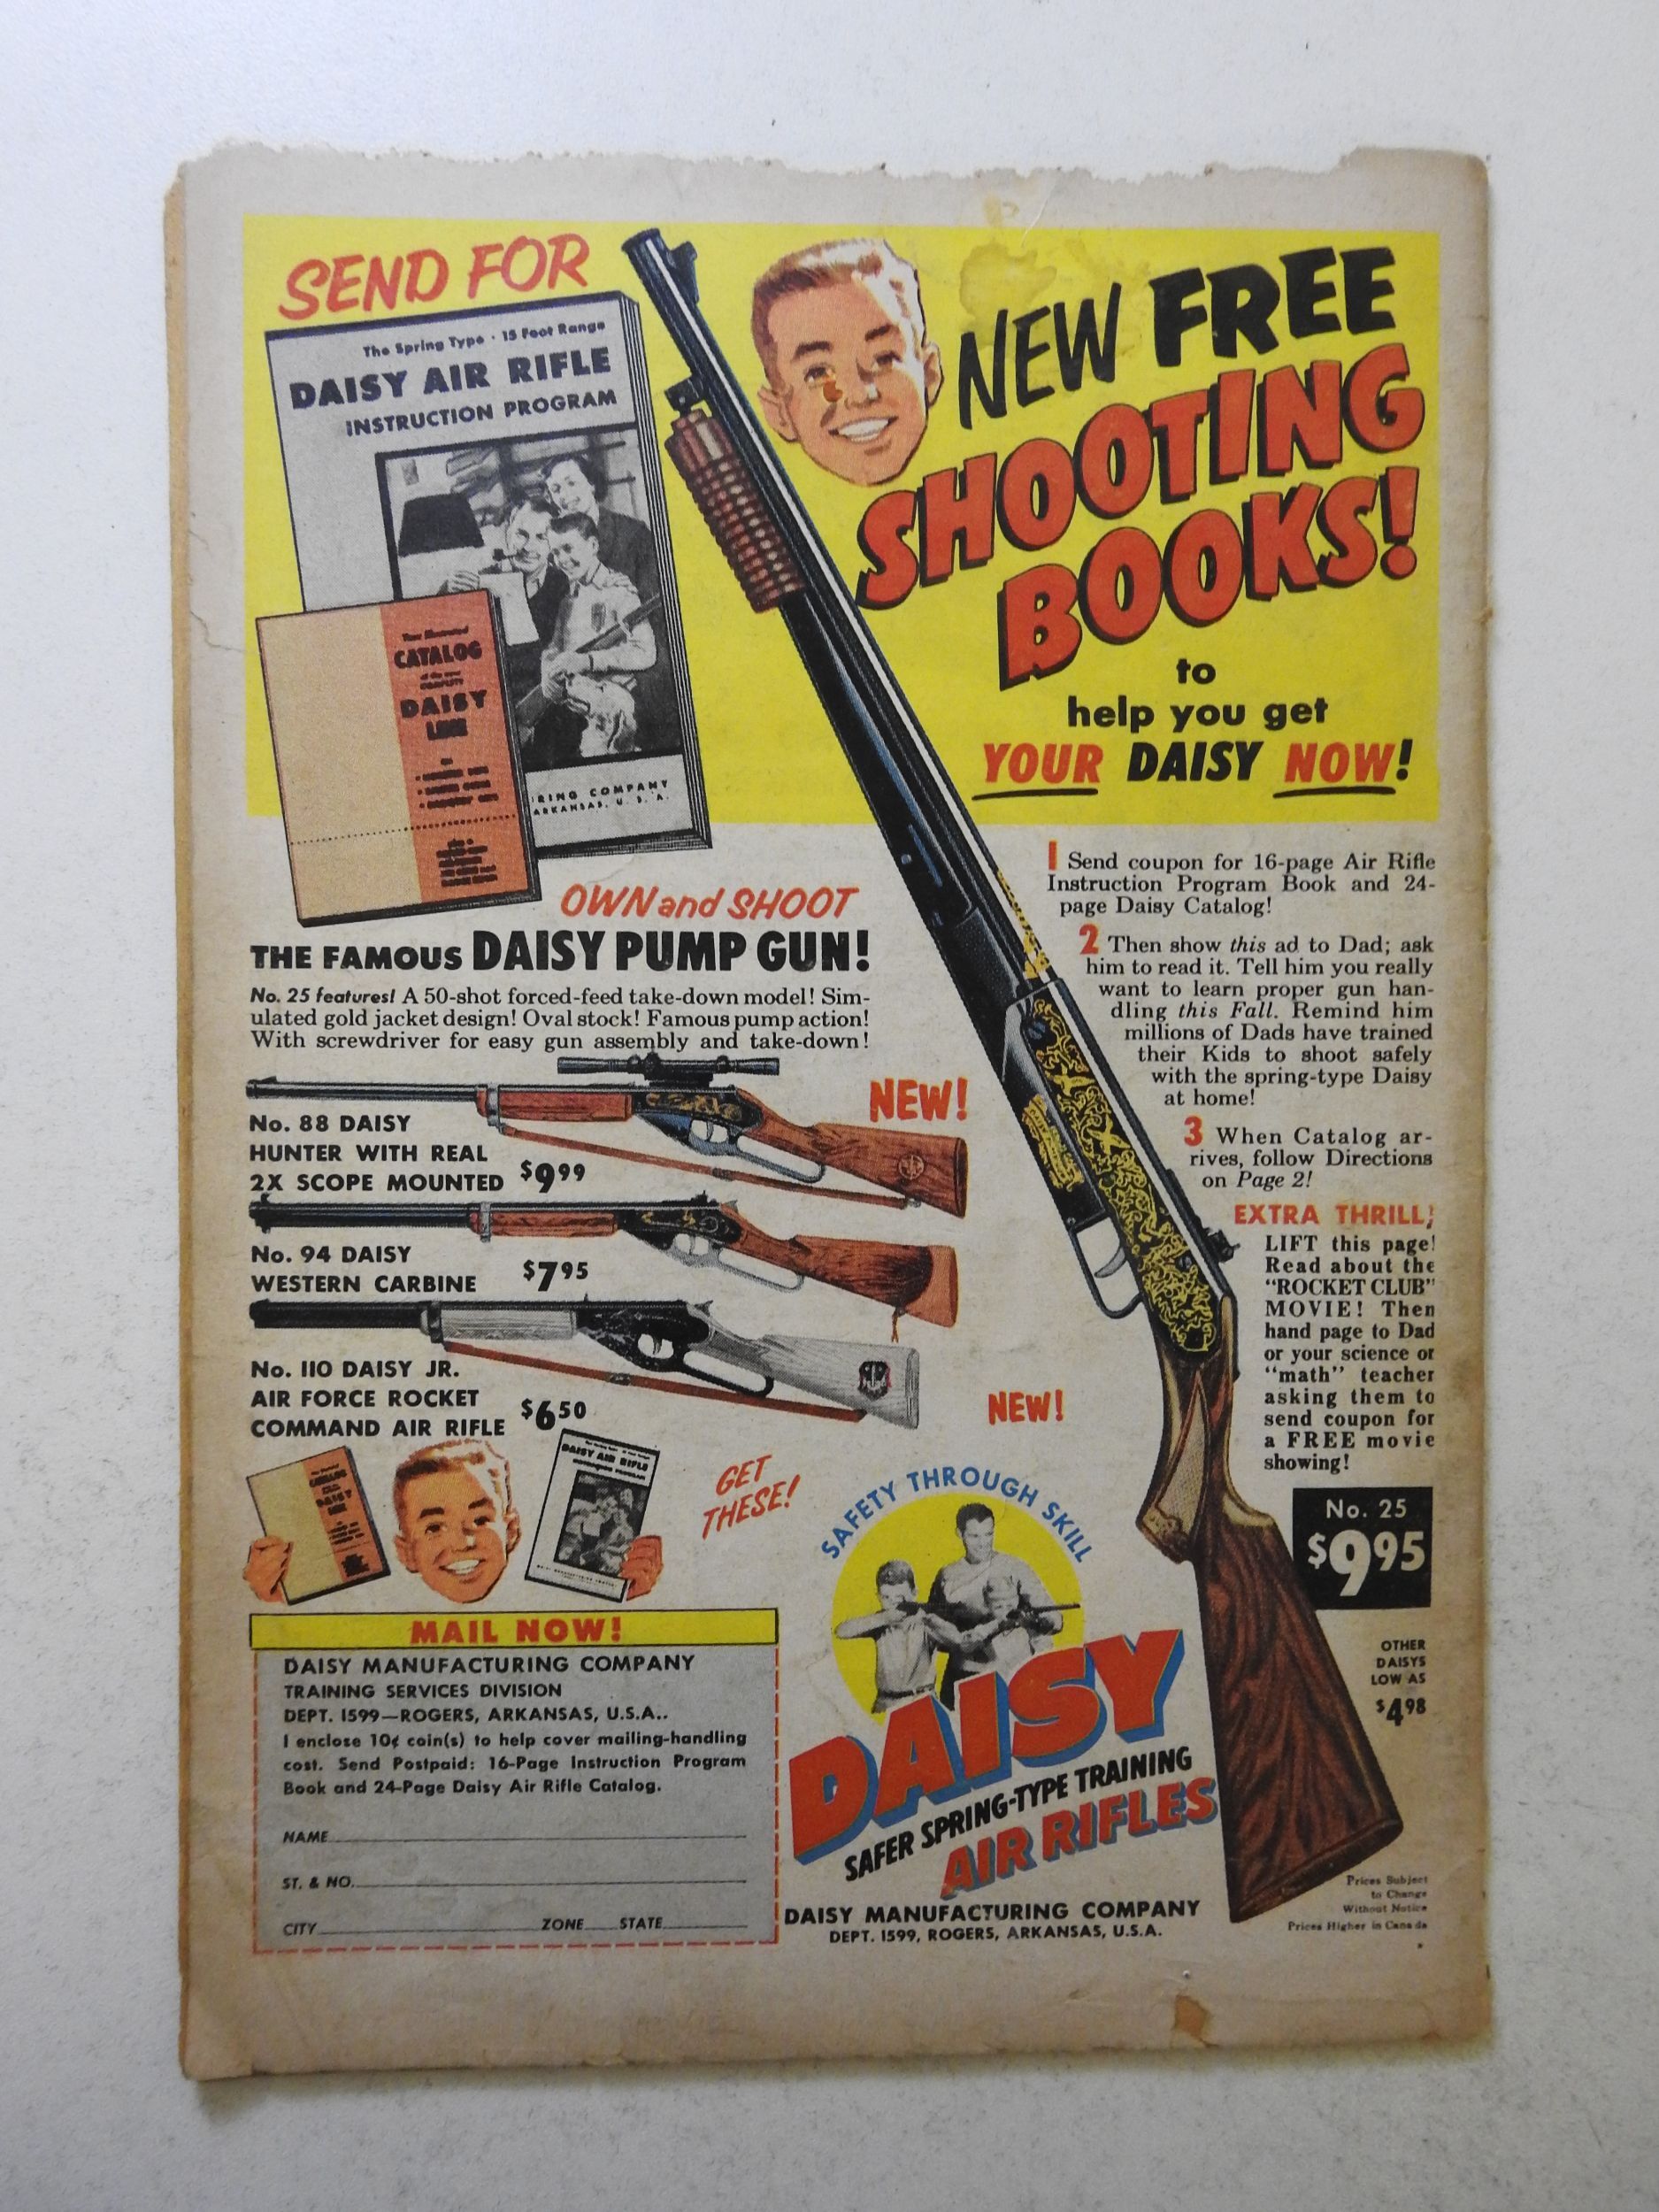 SEND FOR
The Spring Type · 15 Foot Range
DAISY AIR RIFLE
INSTRUCTION PROGRAM
CATALOG
DAISY
LINE
RING COMPANY
ARKANSAS, U. S. A.
NEW FREE
SHOOTING
BOOKS!
to
help you get
YOUR DAISY NOW!
1 Send coupon for 16-page Air Rifle
Instruction Program Book and 24-
page Daisy Catalog!
2 Then show this ad to Dad; ask
him to read it. Tell him you really
want to learn proper gun han-
dling this Fall. Remind him
millions of Dads have trained
their Kids to shoot safely
with the spring-type Daisy
at home!
3 When Catalog ar-
rives, follow Directions
on Page 2!
EXTRA THRILL!
LIFT this page!
Read about the
"ROCKET CLUB"
MOVIE! Then
hand page to Dad
or your science or
"math" teacher
asking them to
send coupon for
a FREE movie
showing!
No. 25
$9.95
OTHER
DAISYS
LOW AS
$4.98
OWN and SHOOT
THE FAMOUS DAISY PUMP GUN!
No. 25 features! A 50-shot forced-feed take-down model! Sim-
ulated gold jacket design! Oval stock! Famous pump action!
With screwdriver for easy gun assembly and take-down!
NEW!
No. 88 DAISY
HUNTER WITH REAL
2X SCOPE MOUNTED $9.99
No. 94 DAISY
WESTERN CARBINE $7.95
No. 110 DAISY JR.
AIR FORCE ROCKET
COMMAND AIR RIFLE $6.50
NEW!
CATALOG
DAISY
DAISY AIR RIFLE
GET
THESE!
MAIL NOW!
DAISY MANUFACTURING COMPANY
TRAINING SERVICES DIVISION
DEPT. 1599—ROGERS, ARKANSAS, U.S.A..
I enclose 10¢ coin(s) to help cover mailing-handling
cost. Send Postpaid: 16-Page Instruction Program
Book and 24-Page Daisy Air Rifle Catalog.
NAME
ST. & NO.
CITY ZONE STATE
SAFETY THROUGH SKILL
DAISY
SAFER SPRING-TYPE TRAINING
AIR RIFLES
DAISY MANUFACTURING COMPANY
DEPT. 1599, ROGERS, ARKANSAS, U.S.A.
Prices Subject
to Change
Without Notice
Prices Higher in Canada